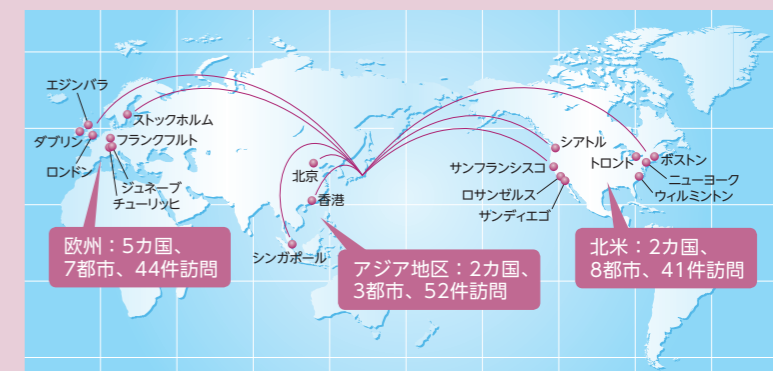 エジンバラ
ストックホルム
ダブリン
フランクフルト
ロンドン
ジュネーブ
チューリッヒ
北京
香港
シンガポール
シアトル
サンフランシスコ
トロント
ボストン
ニューヨーク
ロサンゼルス
ウィルミントン
サンディエゴ
欧州：5カ国、
7都市、44件訪問
アジア地区：2カ国、
3都市、52件訪問
北米：2カ国、
8都市、41件訪問